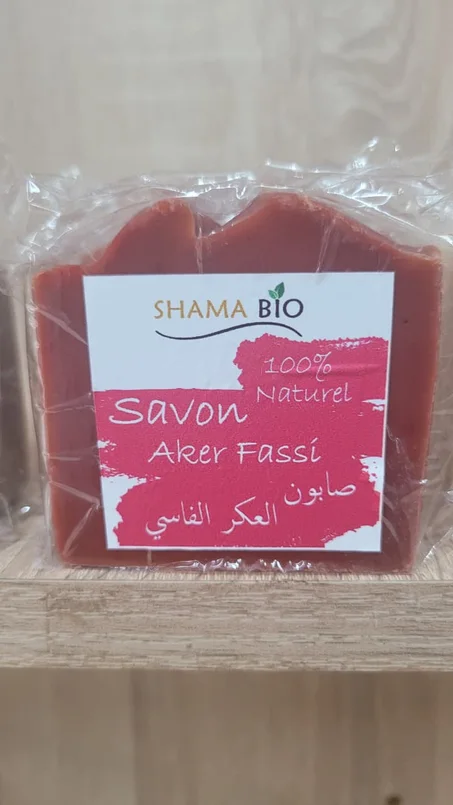 SHAMA BIO
100%
Naturel
Savon
Aker Fassi
صابون
العكر الفاسي